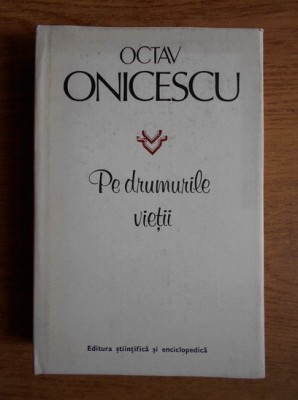 OCTAV
ONICESCU
Pe drumurile
vieții
Editura științifică și enciclopedică